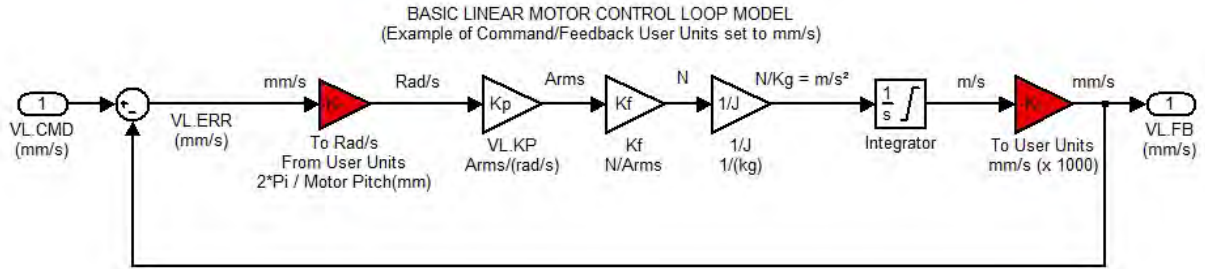 BASIC LINEAR MOTOR CONTROL LOOP MODEL
(Example of Command/Feedback User Units set to mm/s)
mm/s
Rad/s
Arms
N
N/Kg = m/s²
m/s
mm/s
1
VL.CMD
(mm/s)
+
-
VL.ERR
(mm/s)
To Rad/s
From User Units
2*Pi / Motor Pitch(mm)
Kp
VL.KP
Arms/(rad/s)
Kf
Kf
N/Arms
1/J
1/J
1/(kg)
1
s
Integrator
To User Units
mm/s (x 1000)
1
VL.FB
(mm/s)